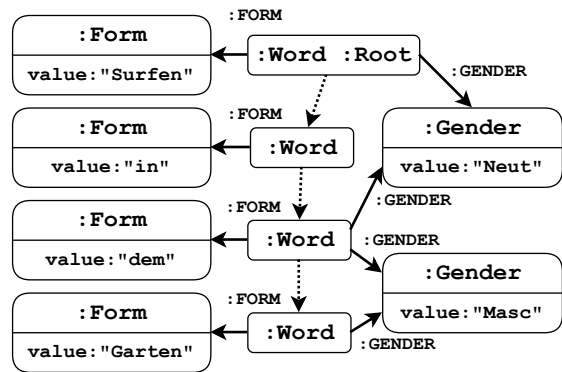 :FORM
:Form
value:"Surfen"
:Word :Root
:GENDER
:FORM
:Form
value:"in"
:Word
:Gender
value:"Neut"
:GENDER
:FORM
:Form
value:"dem"
:Word
:GENDER
:Gender
value:"Masc"
:FORM
:Form
value:"Garten"
:Word
:GENDER